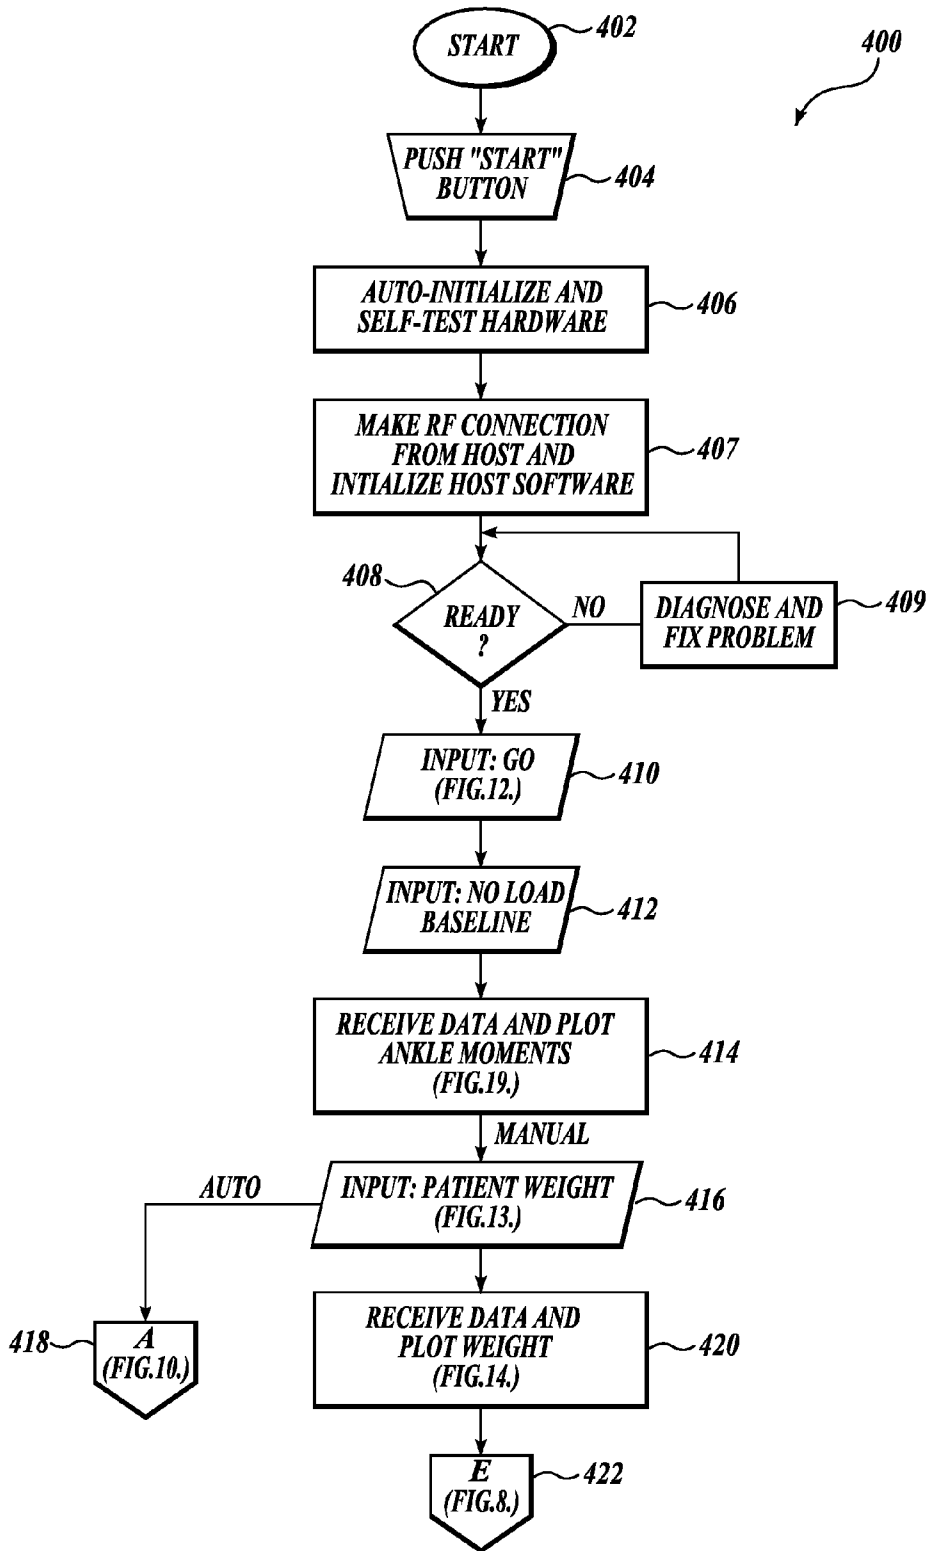 START
402
400
PUSH "START"
BUTTON
404
AUTO-INITIALIZE AND
SELF-TEST HARDWARE
406
MAKE RF CONNECTION
FROM HOST AND
INTIALIZE HOST SOFTWARE
407
408
READY
?
NO
DIAGNOSE AND
FIX PROBLEM
409
YES
INPUT: GO
(FIG.12.)
410
INPUT: NO LOAD
BASELINE
412
RECEIVE DATA AND PLOT
ANKLE MOMENTS
(FIG.19.)
414
MANUAL
AUTO
INPUT: PATIENT WEIGHT
(FIG.13.)
416
418
A
(FIG.10.)
RECEIVE DATA AND
PLOT WEIGHT
(FIG.14.)
420
E
(FIG.8.)
422